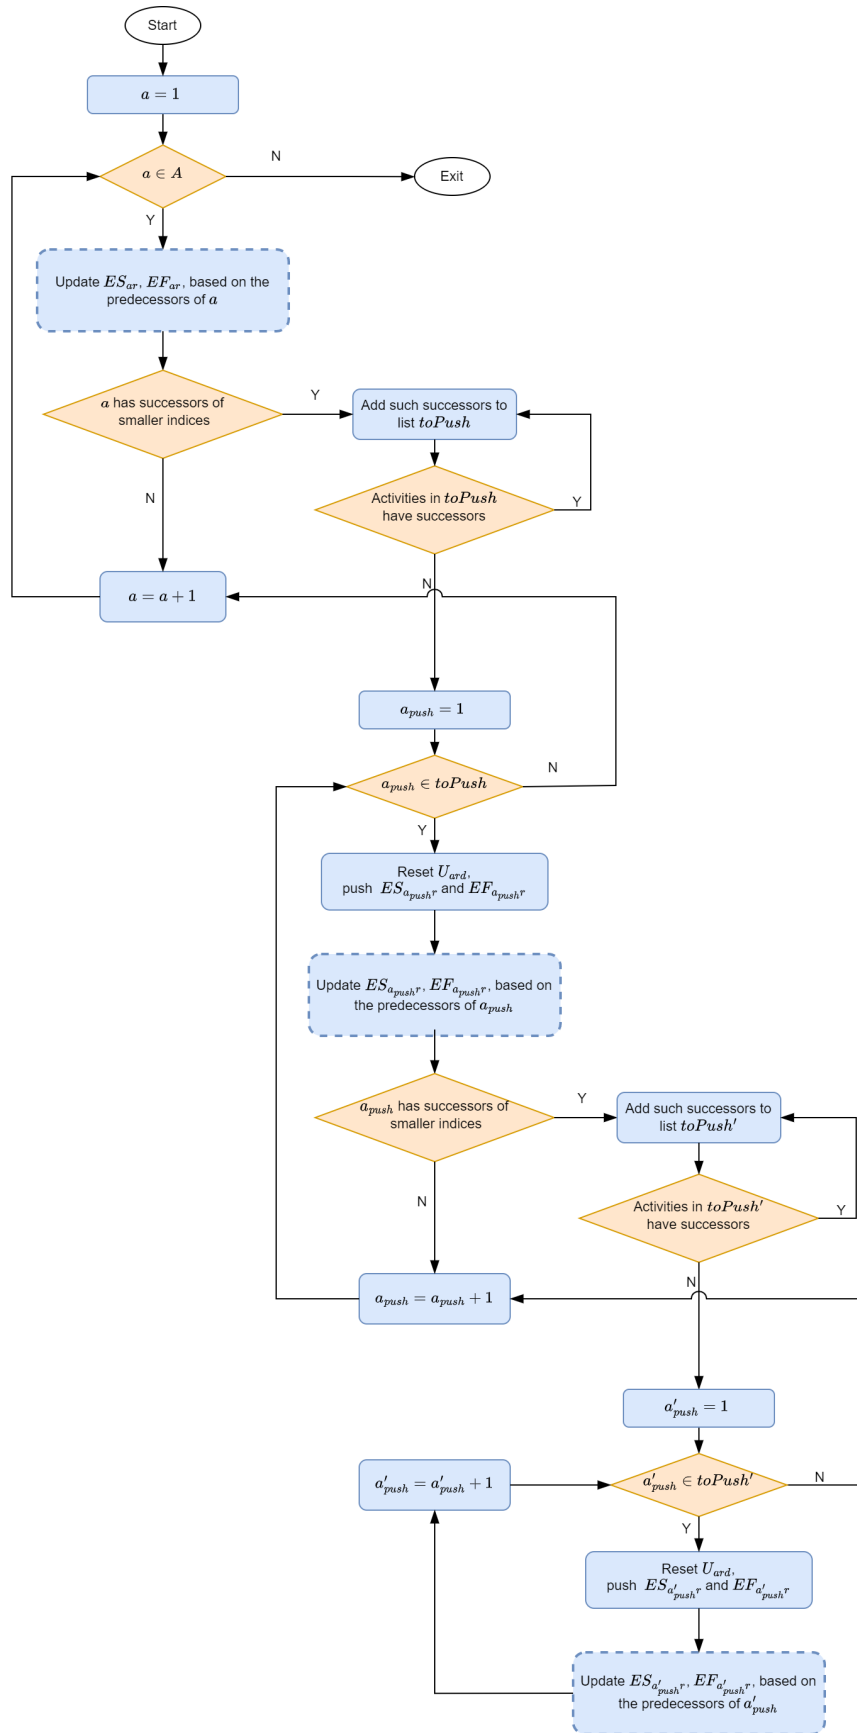 Start
a = 1
a ∈ A
N
Exit
Y
Update ES_{ar}, EF_{ar}, based on the
predecessors of a
a has successors of
smaller indices
Y
Add such successors to
list toPush
N
Activities in toPush
have successors
Y
N
a = a + 1
a_{push} = 1
a_{push} ∈ toPush
N
Y
Reset U_{ard},
push ES_{a_{push}r} and EF_{a_{push}r}
Update ES_{a_{push}r}, EF_{a_{push}r}, based on
the predecessors of a_{push}
a_{push} has successors of
smaller indices
Y
Add such successors to
list toPush'
N
Activities in toPush'
have successors
Y
N
a_{push} = a_{push} + 1
a'_{push} = 1
a'_{push} = a'_{push} + 1
a'_{push} ∈ toPush'
N
Y
Reset U_{ard},
push ES_{a'_{push}r} and EF_{a'_{push}r}
Update ES_{a'_{push}r}, EF_{a'_{push}r}, based on
the predecessors of a'_{push}